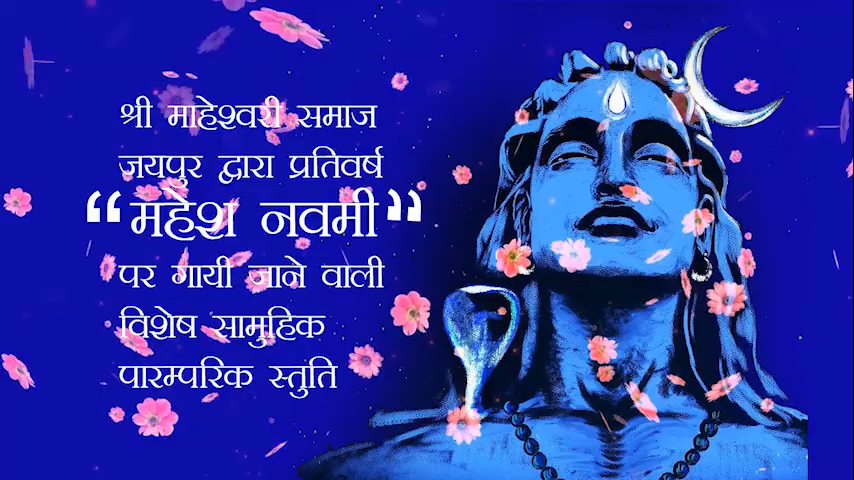 श्री माहेश्वरी समाज
जयपुर द्वारा प्रतिवर्ष
“महेश नवमी”
पर गायी जाने वाली
विशेष सामुहिक
पारम्परिक स्तुति